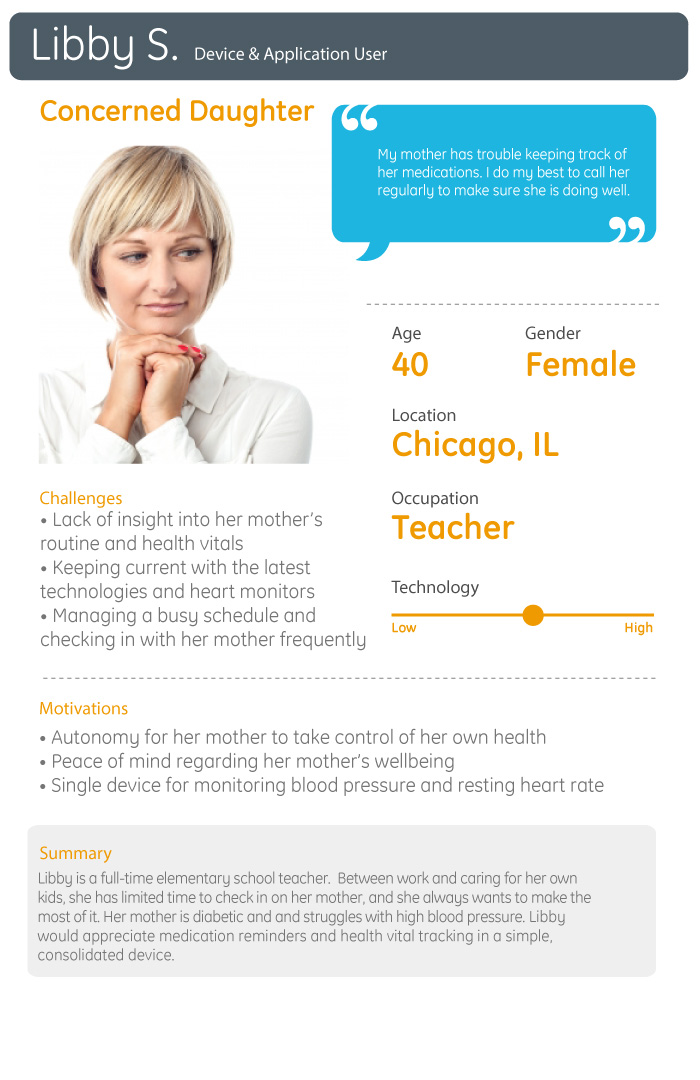 Libby S. Device & Application User
Concerned Daughter
“
My mother has trouble keeping track of
her medications. I do my best to call her
regularly to make sure she is doing well.
”
Age
40
Gender
Female
Location
Chicago, IL
Occupation
Teacher
Technology
Low
High
Challenges
• Lack of insight into her mother’s
routine and health vitals
• Keeping current with the latest
technologies and heart monitors
• Managing a busy schedule and
checking in with her mother frequently
Motivations
• Autonomy for her mother to take control of her own health
• Peace of mind regarding her mother’s wellbeing
• Single device for monitoring blood pressure and resting heart rate
Summary
Libby is a full-time elementary school teacher.  Between work and caring for her own
kids, she has limited time to check in on her mother, and she always wants to make the
most of it. Her mother is diabetic and and struggles with high blood pressure. Libby
would appreciate medication reminders and health vital tracking in a simple,
consolidated device.